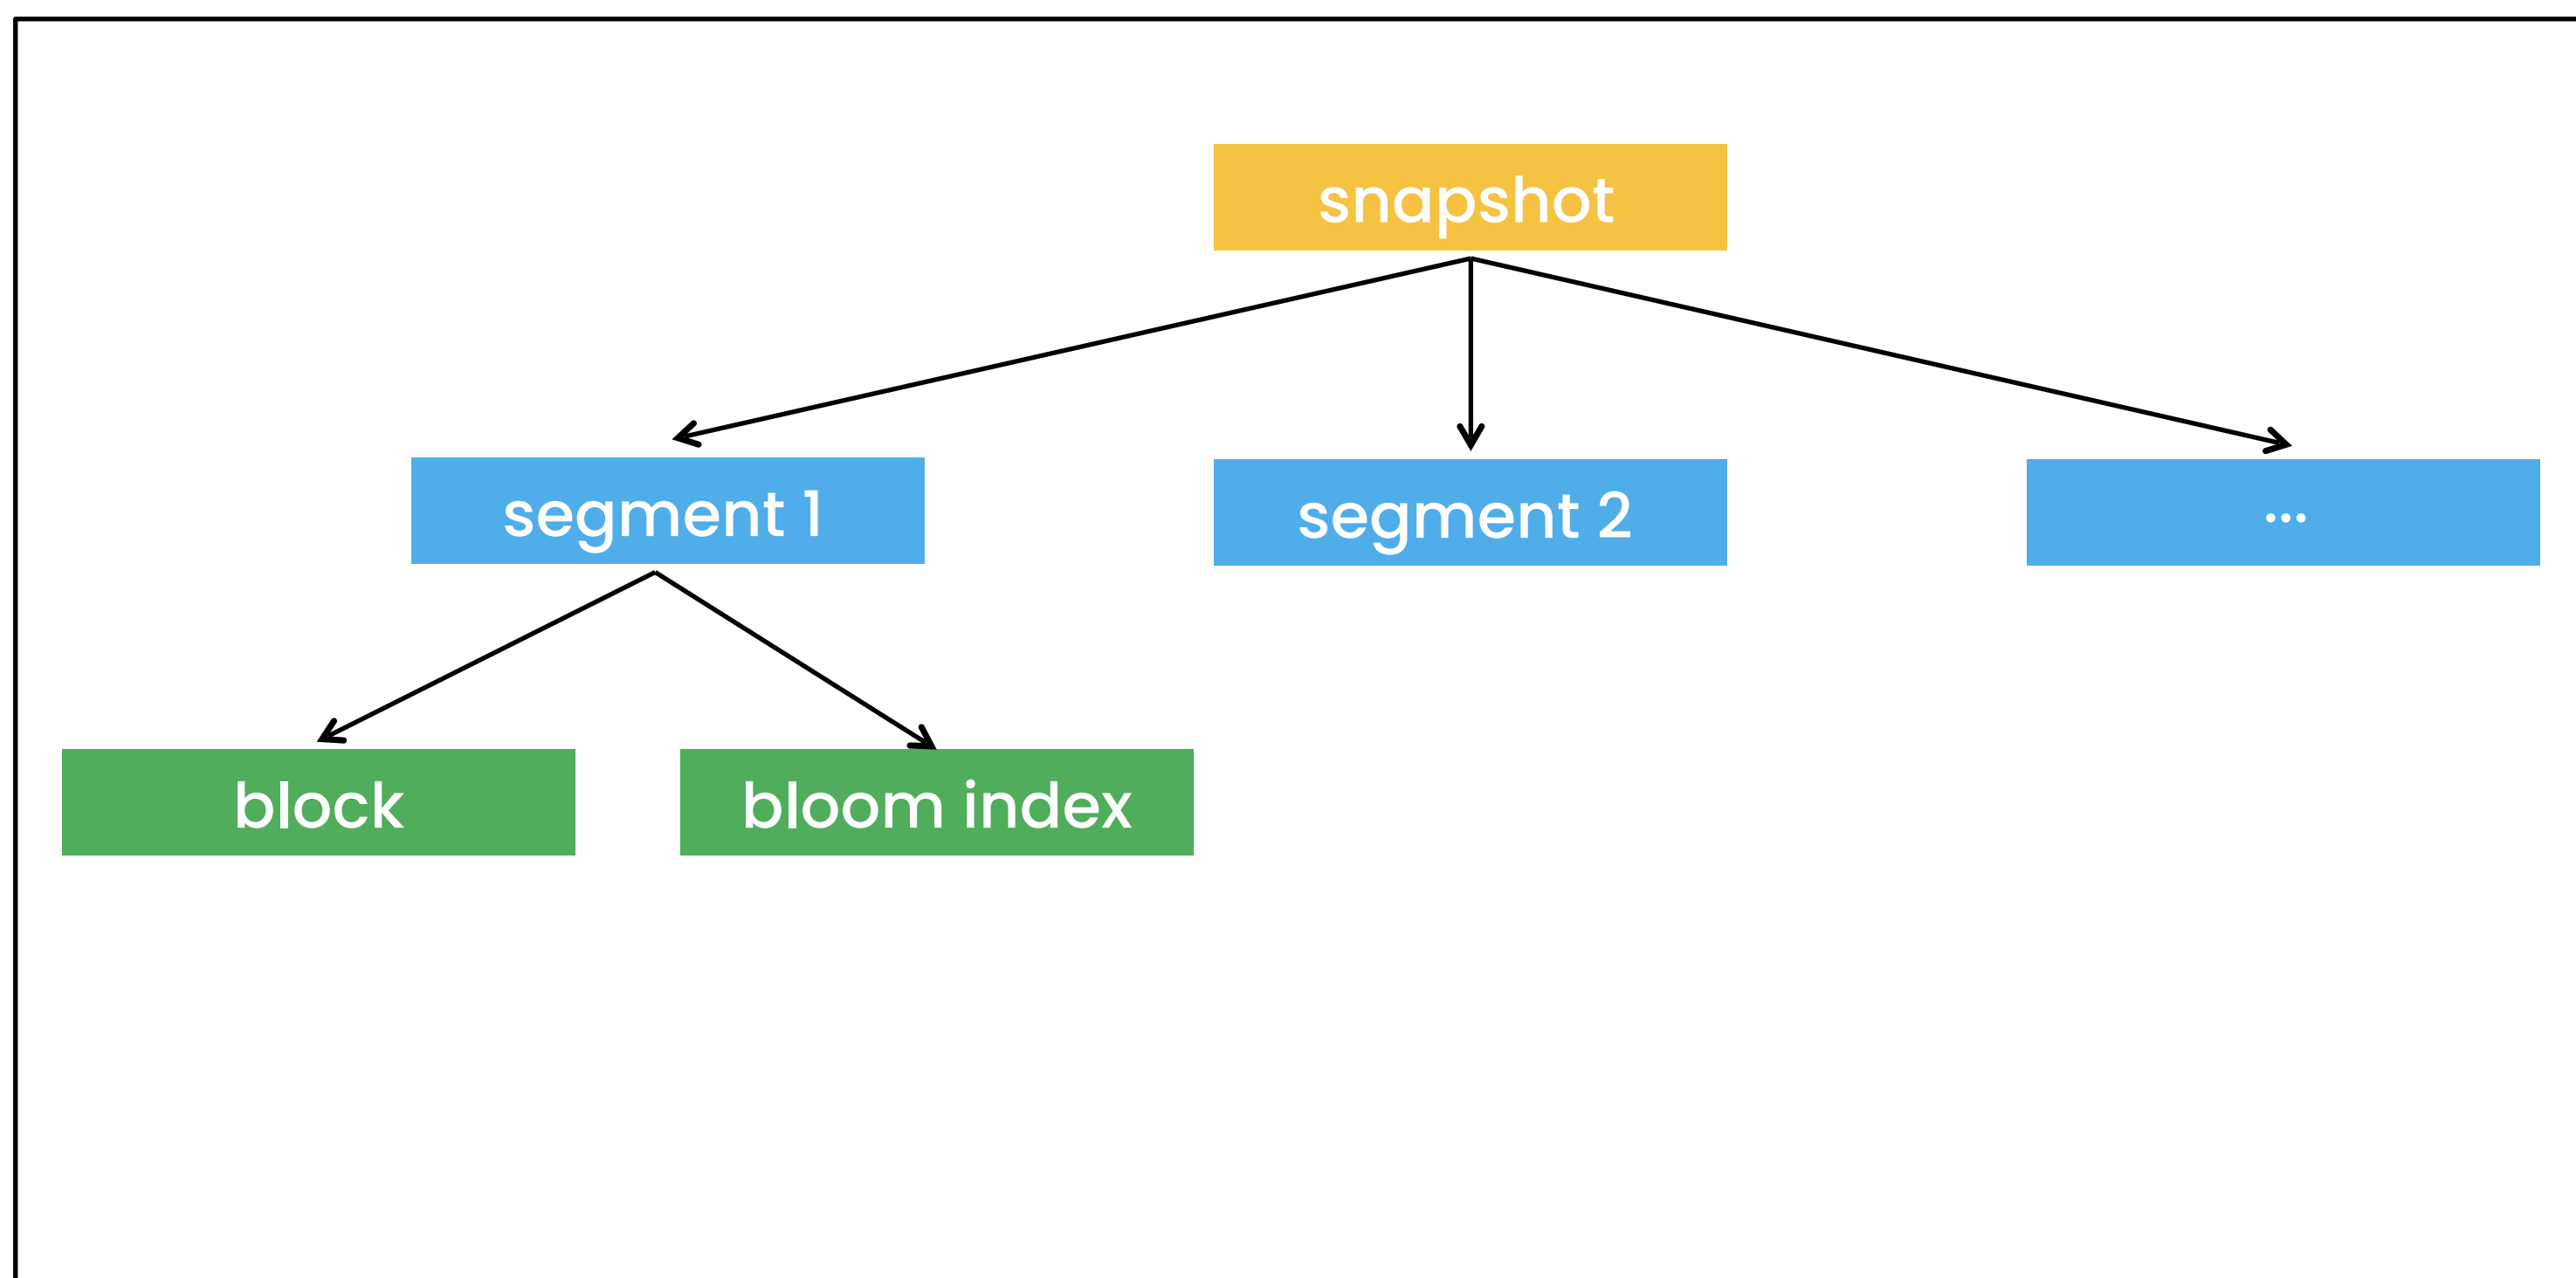 snapshot
segment 1
segment 2
...
block
bloom index